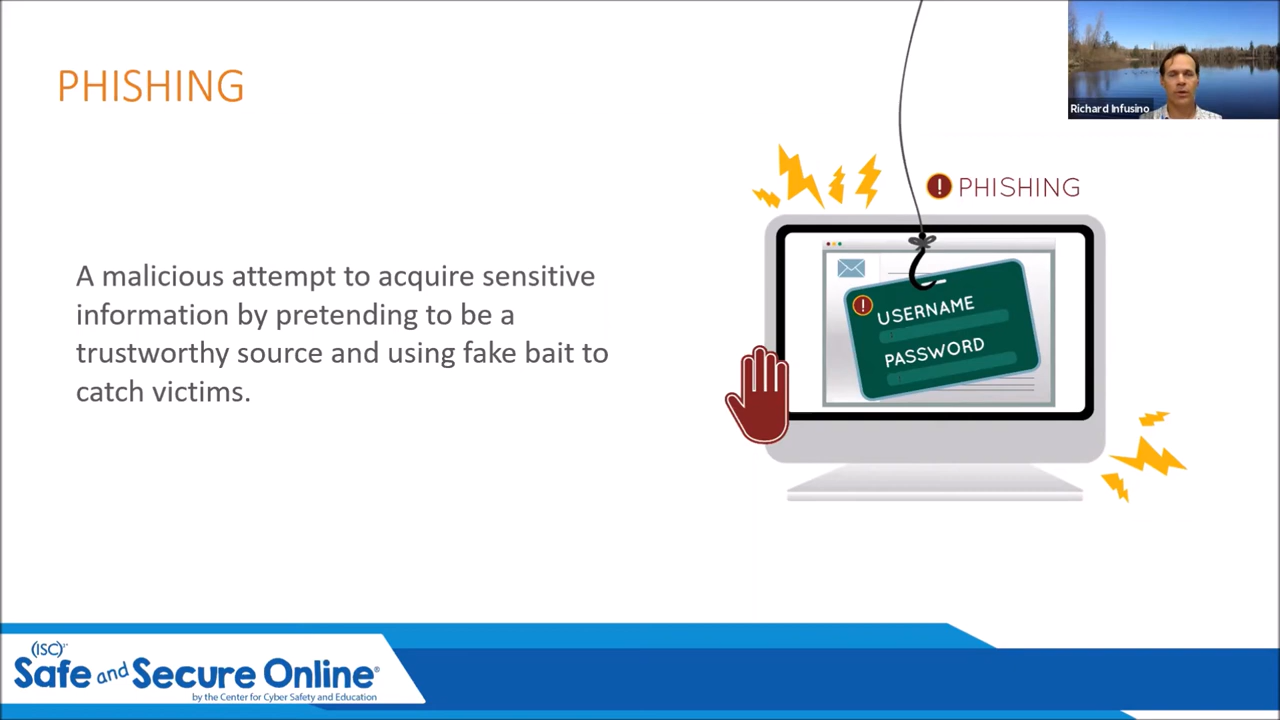 PHISHING
Richard Infusino
! PHISHING
A malicious attempt to acquire sensitive
information by pretending to be a
trustworthy source and using fake bait to
catch victims.
! USERNAME
PASSWORD
(ISC)²
Safe and Secure Online®
by the Center for Cyber Safety and Education